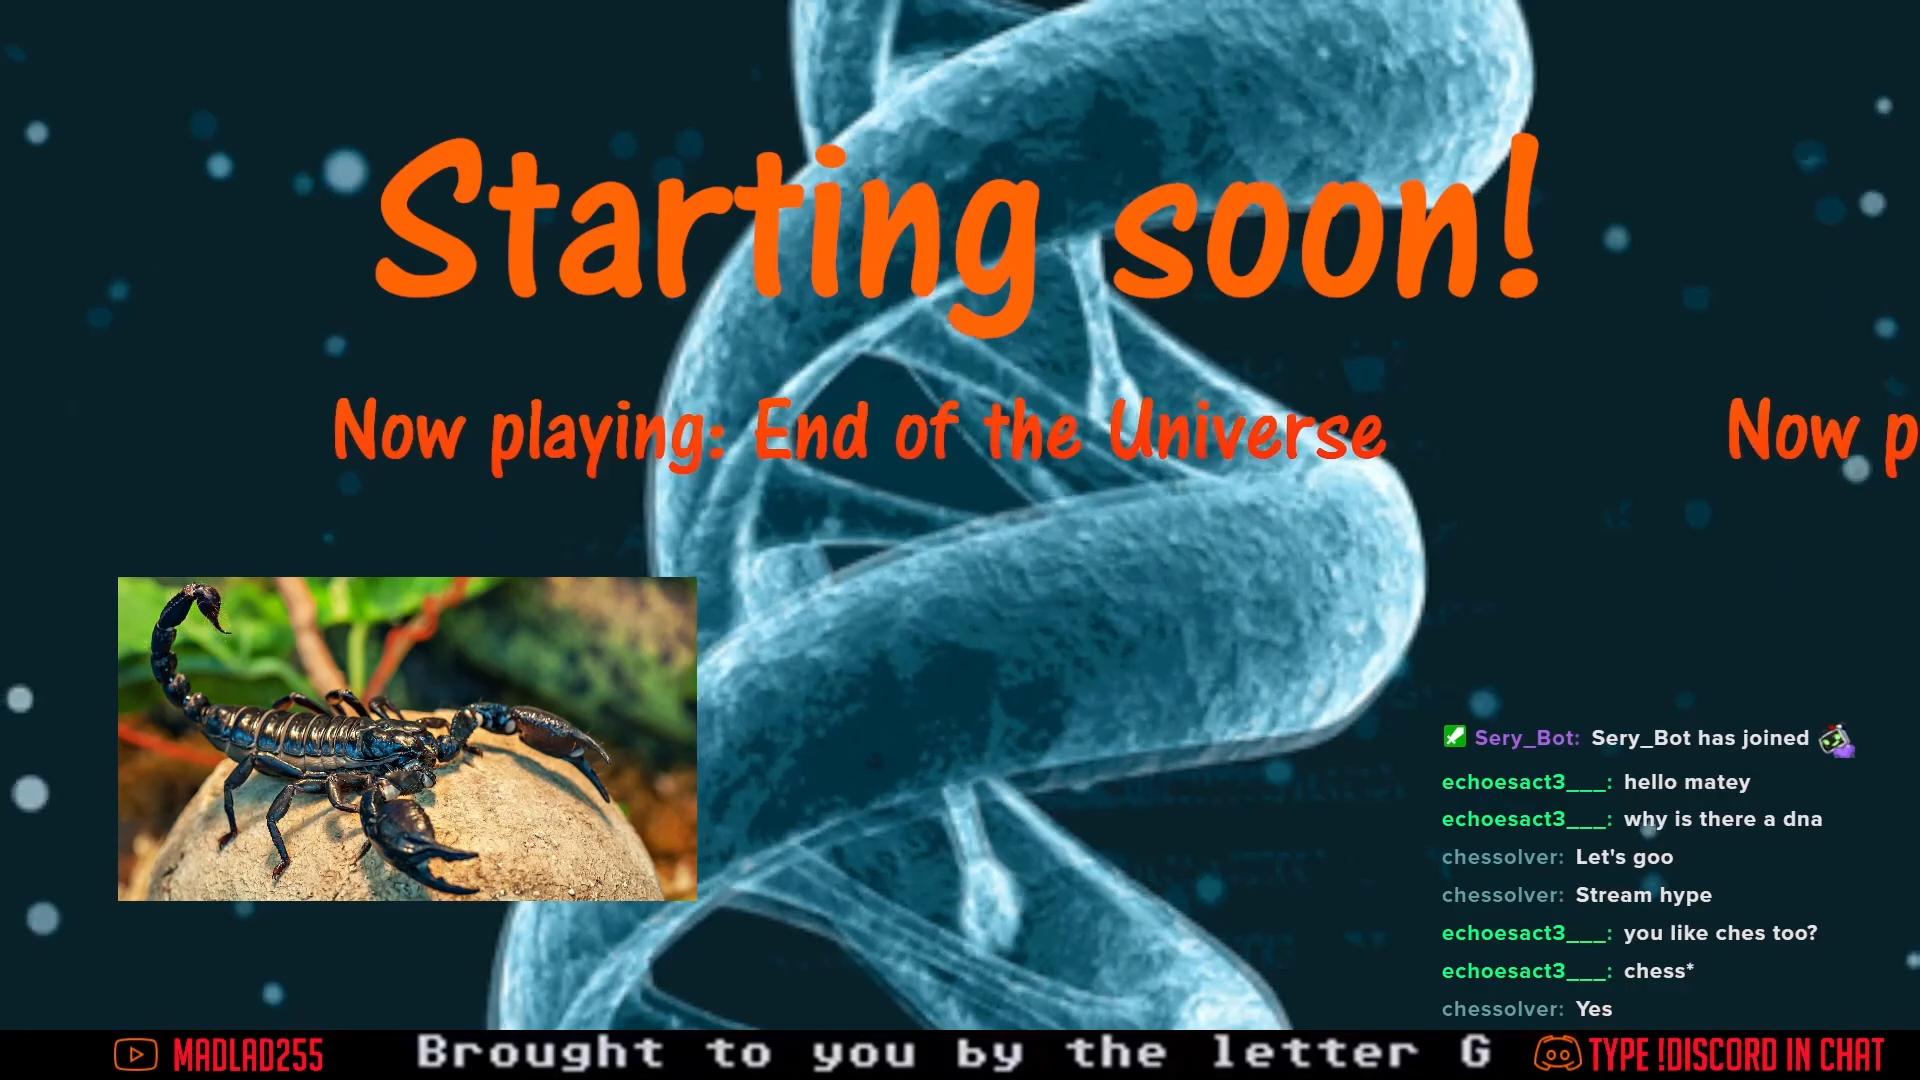 Starting soon!
Now playing: End of the Universe
Now p
Sery_Bot: Sery_Bot has joined
echoesact3___: hello matey
echoesact3___: why is there a dna
chessolver: Let's goo
chessolver: Stream hype
echoesact3___: you like ches too?
echoesact3___: chess*
chessolver: Yes
MADLAD255
Brought to you by the letter G
TYPE !DISCORD IN CHAT